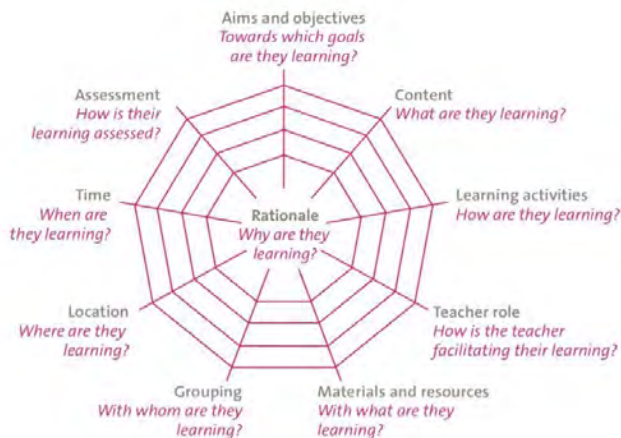 Aims and objectives
Towards which goals
are they learning?
Assessment
How is their
learning assessed?
Content
What are they learning?
Time
When are
they learning?
Rationale
Why are they
learning?
Learning activities
How are they learning?
Location
Where are they
learning?
Teacher role
How is the teacher
facilitating their learning?
Grouping
With whom are they
learning?
Materials and resources
With what are they
learning?